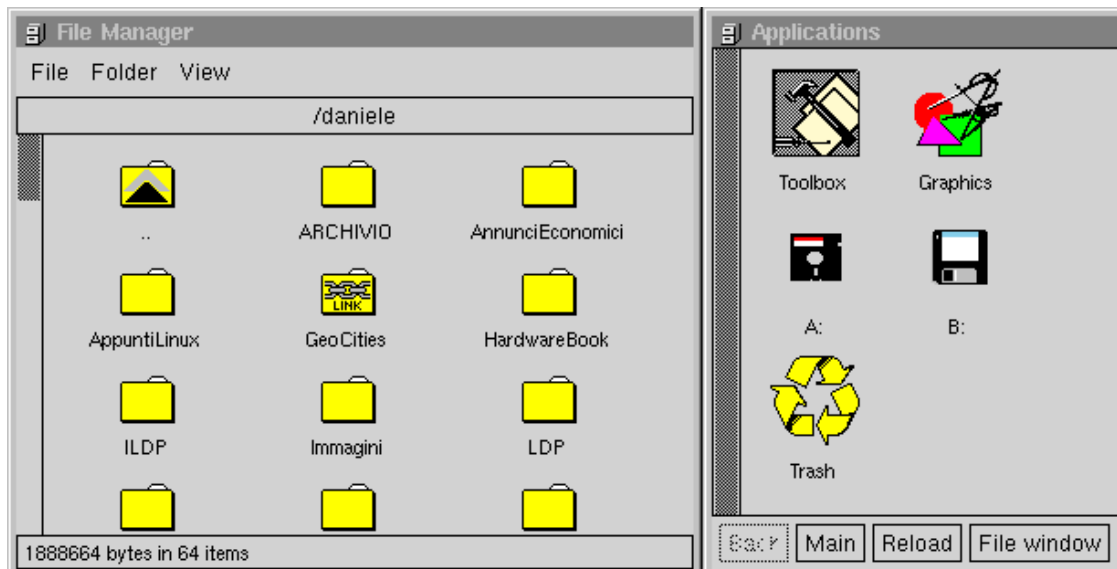 File Manager
File Folder View
/daniele
..
ARCHIVIO
AnnunciEconomici
AppuntiLinux
LINK
GeoCities
HardwareBook
ILDP
Immagini
LDP
1888664 bytes in 64 items
Applications
Toolbox
Graphics
A:
B:
Trash
Back Main Reload File window